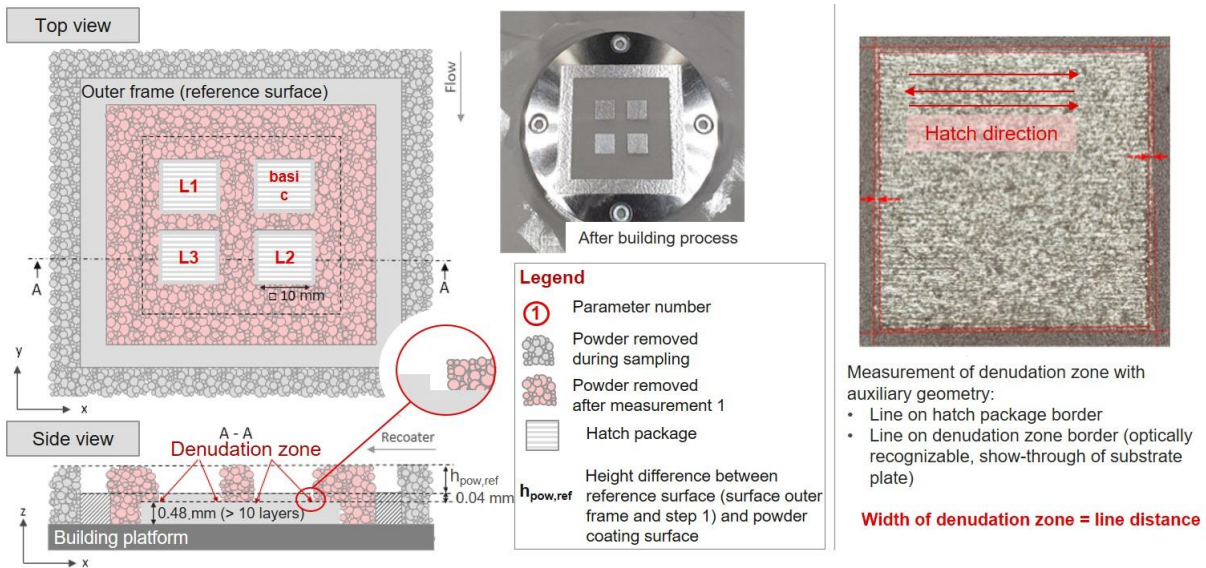 Top view
Outer frame (reference surface)
Flow
L1
basi
c
L3
L2
A
A
□ 10 mm
y
x
Side view
A - A
Denudation zone
Recoater
h_pow,ref
0.04 mm
0.48 mm (> 10 layers)
z
Building platform
x
After building process
Legend
1
Parameter number
Powder removed
during sampling
Powder removed
after measurement 1
Hatch package
h_pow,ref
Height difference between
reference surface (surface outer
frame and step 1) and powder
coating surface
Hatch direction
Measurement of denudation zone with
auxiliary geometry:
• Line on hatch package border
• Line on denudation zone border (optically
recognizable, show-through of substrate
plate)
Width of denudation zone = line distance